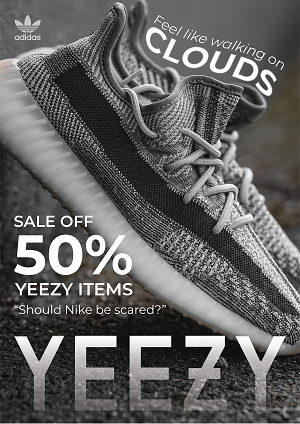 adidas
Feel like walking on
CLOUDS
SALE OFF
50%
YEEZY ITEMS
“Should Nike be scared?”
YEEZY